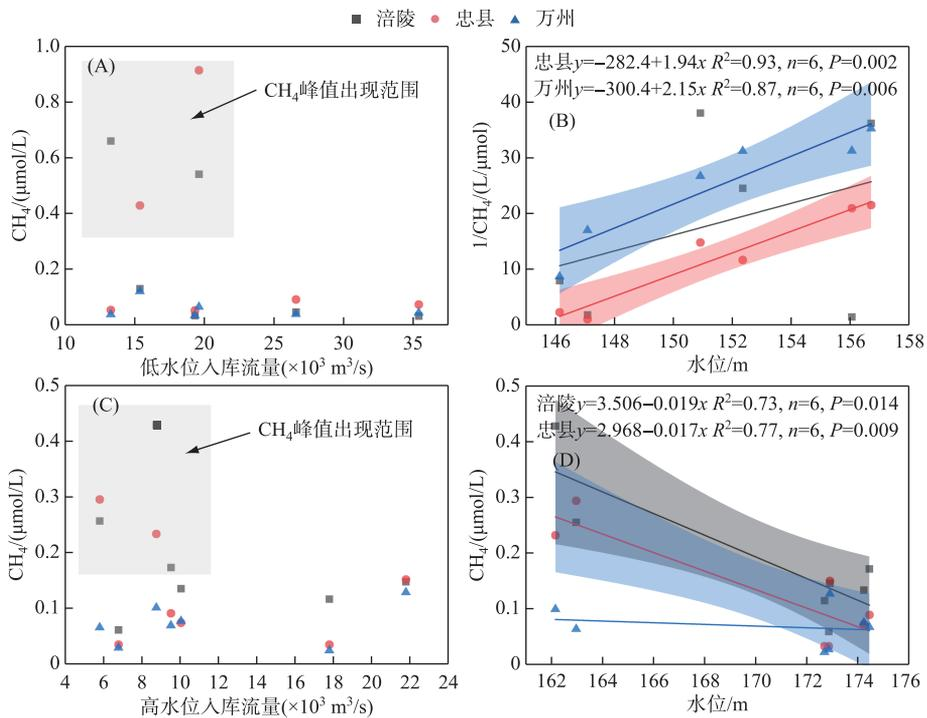 涪陵 忠县 万州
(A)
CH₄峰值出现范围
CH₄/(μmol/L)
1.0
0.8
0.6
0.4
0.2
0
10 15 20 25 30 35
低水位入库流量(×10³ m³/s)
忠县y=−282.4+1.94x R²=0.93, n=6, P=0.002
万州y=−300.4+2.15x R²=0.87, n=6, P=0.006
(B)
1/CH₄/(L/μmol)
50
40
30
20
10
0
146 148 150 152 154 156 158
水位/m
(C)
CH₄峰值出现范围
CH₄/(μmol/L)
0.5
0.4
0.3
0.2
0.1
0
4 6 8 10 12 14 16 18 20 22 24
高水位入库流量(×10³ m³/s)
涪陵y=3.506−0.019x R²=0.73, n=6, P=0.014
忠县y=2.968−0.017x R²=0.77, n=6, P=0.009
(D)
CH₄/(μmol/L)
0.5
0.4
0.3
0.2
0.1
0
162 164 166 168 170 172 174 176
水位/m